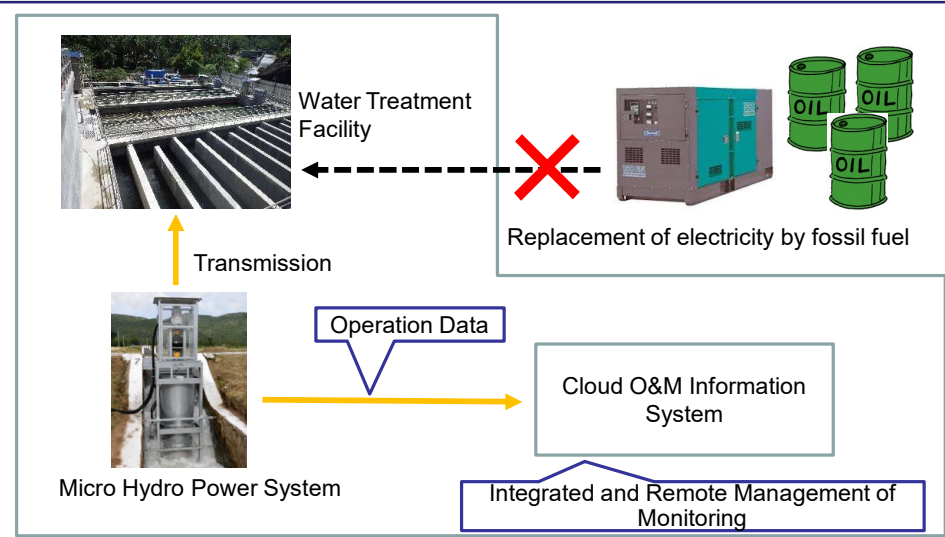 Water Treatment
Facility
OIL
OIL
OIL
Replacement of electricity by fossil fuel
Transmission
Operation Data
Cloud O&M Information
System
Micro Hydro Power System
Integrated and Remote Management of
Monitoring